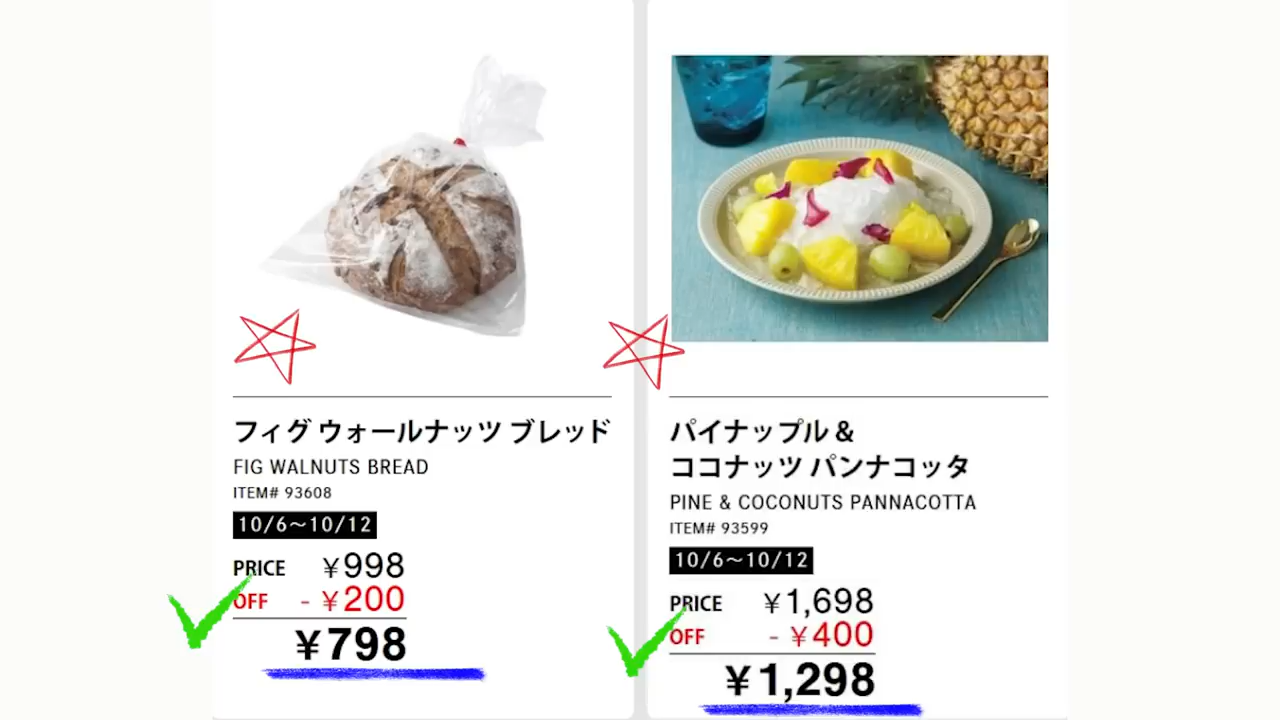 フィグ ウォールナッツ ブレッド
FIG WALNUTS BREAD
ITEM# 93608
10/6～10/12
PRICE ￥998
OFF - ￥200
￥798
パイナップル &
ココナッツ パンナコッタ
PINE & COCONUTS PANNACOTTA
ITEM# 93599
10/6～10/12
PRICE ￥1,698
OFF - ￥400
￥1,298